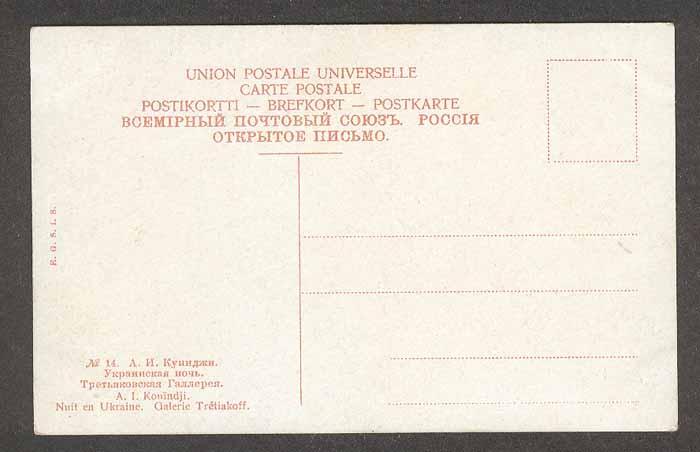 UNION POSTALE UNIVERSELLE
CARTE POSTALE
POSTIKORTTI — BREFKORT — POSTKARTE
ВСЕМІРНЫЙ ПОЧТОВЫЙ СОЮЗЪ. РОССІЯ
ОТКРЫТОЕ ПИСЬМО.
R. G. S. I. S.
№ 14. А. И. Куинджи.
Украинская ночь.
Третьяковская Галлерея.
A. I. Kouïndji.
Nuit en Ukraine. Galerie Trétiakoff.